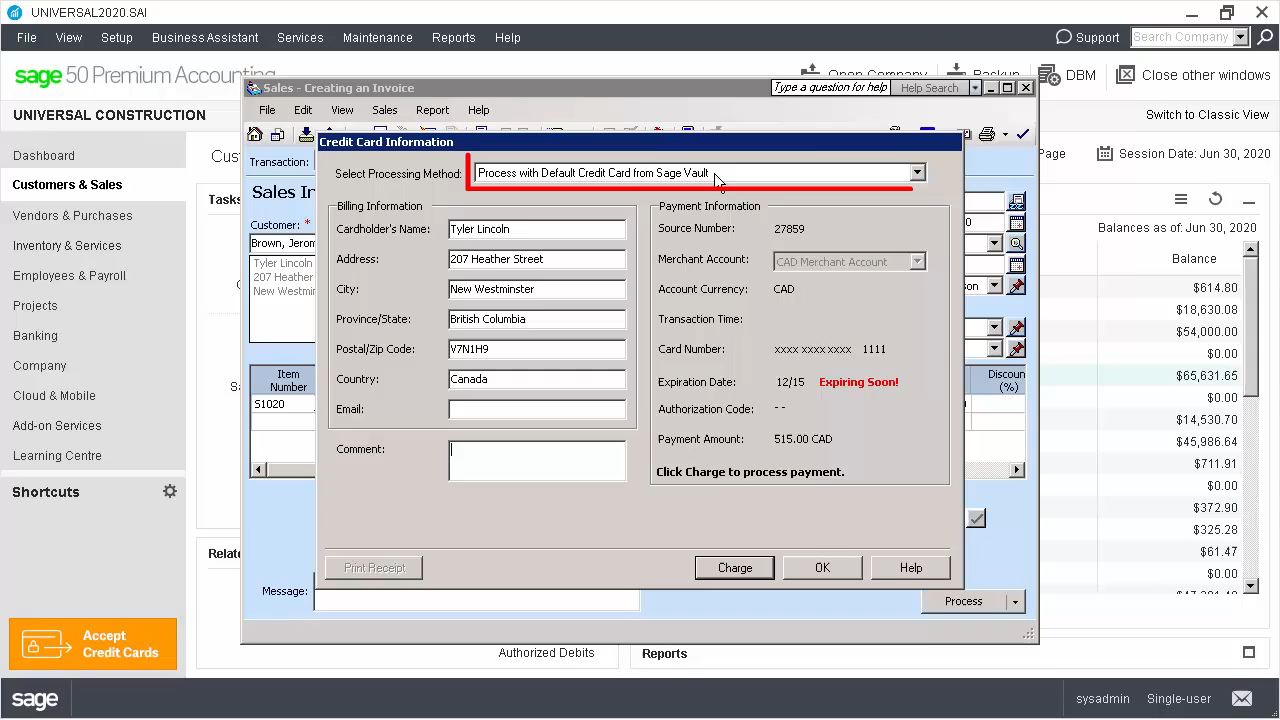 UNIVERSAL2020.SAI
File View Setup Business Assistant Services Maintenance Reports Help
Support Search Company
sage 50 Premium Accounting
Open Company Backup DBM Close other windows
UNIVERSAL CONSTRUCTION
Switch to Classic View
Dashboard
Customers & Sales
Vendors & Purchases
Inventory & Services
Employees & Payroll
Projects
Banking
Company
Cloud & Mobile
Add-on Services
Learning Centre
Shortcuts
Accept
Credit Cards
Page Session Date: Jun 30, 2020
Tasks
Balances as of: Jun 30, 2020
Balance
$614.80
$18,630.08
$54,000.00
$0.00
$65,631.65
$0.00
$14,530.70
$45,986.64
$711.91
$0.00
$372.90
$325.28
$61.47
$0.00
Authorized Debits
Reports
Sales - Creating an Invoice
Type a question for help Help Search
File Edit View Sales Report Help
Transaction:
Sales In
Customer: *
Brown, Jerom
Tyler Lincoln
207 Heather
New Westmin
Item
Number
S1020
Discoun
(%)
Message:
Process
Credit Card Information
Select Processing Method: Process with Default Credit Card from Sage Vault
Billing Information
Cardholder's Name: Tyler Lincoln
Address: 207 Heather Street
City: New Westminster
Province/State: British Columbia
Postal/Zip Code: V7N1H9
Country: Canada
Email:
Comment:
Payment Information
Source Number: 27859
Merchant Account: CAD Merchant Account
Account Currency: CAD
Transaction Time:
Card Number: xxxx xxxx xxxx 1111
Expiration Date: 12/15 Expiring Soon!
Authorization Code: - -
Payment Amount: 515.00 CAD
Click Charge to process payment.
Print Receipt Charge OK Help
sage
sysadmin Single-user